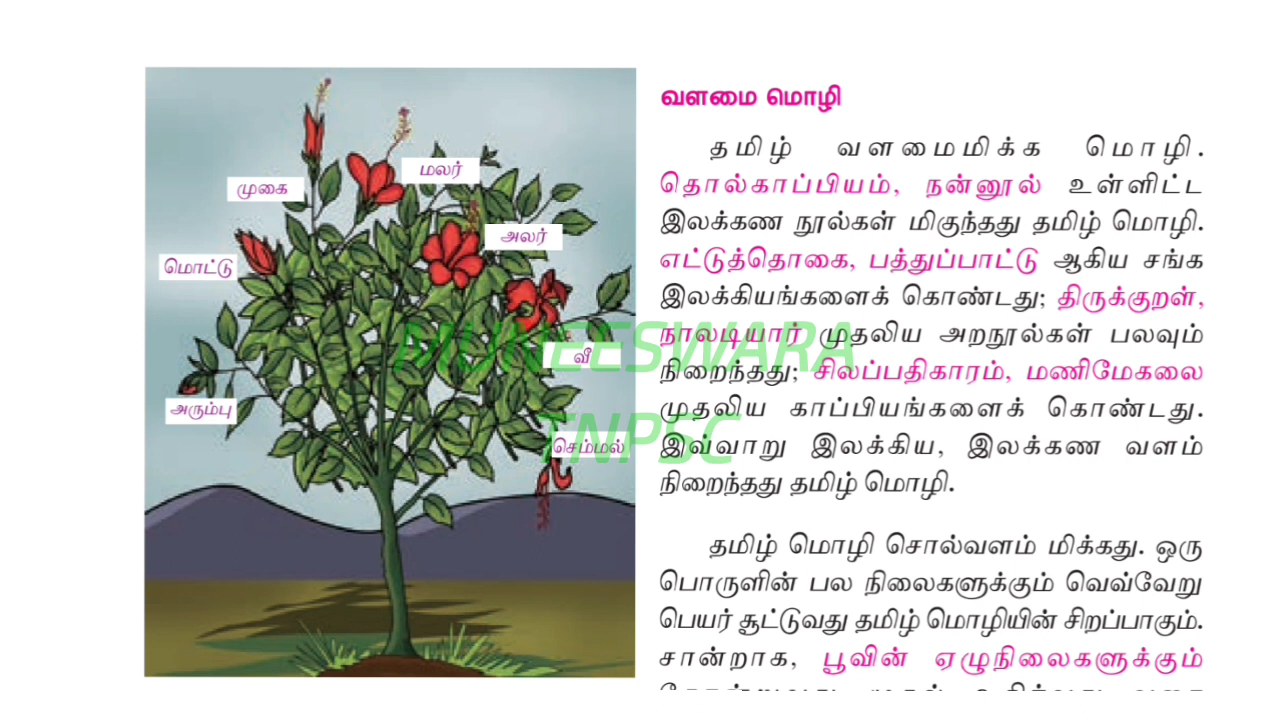 முகை
மலர்
அலர்
மொட்டு
வீ
அரும்பு
செம்மல்
வளமை மொழி
தமிழ் வளமைமிக்க மொழி.
தொல்காப்பியம், நன்னூல் உள்ளிட்ட
இலக்கண நூல்கள் மிகுந்தது தமிழ் மொழி.
எட்டுத்தொகை, பத்துப்பாட்டு ஆகிய சங்க
இலக்கியங்களைக் கொண்டது; திருக்குறள்,
நாலடியார் முதலிய அறநூல்கள் பலவும்
நிறைந்தது; சிலப்பதிகாரம், மணிமேகலை
முதலிய காப்பியங்களைக் கொண்டது.
இவ்வாறு இலக்கிய, இலக்கண வளம்
நிறைந்தது தமிழ் மொழி.
தமிழ் மொழி சொல்வளம் மிக்கது. ஒரு
பொருளின் பல நிலைகளுக்கும் வெவ்வேறு
பெயர் சூட்டுவது தமிழ் மொழியின் சிறப்பாகும்.
சான்றாக, பூவின் ஏழுநிலைகளுக்கும்
MUNEESWARA
TNPSC